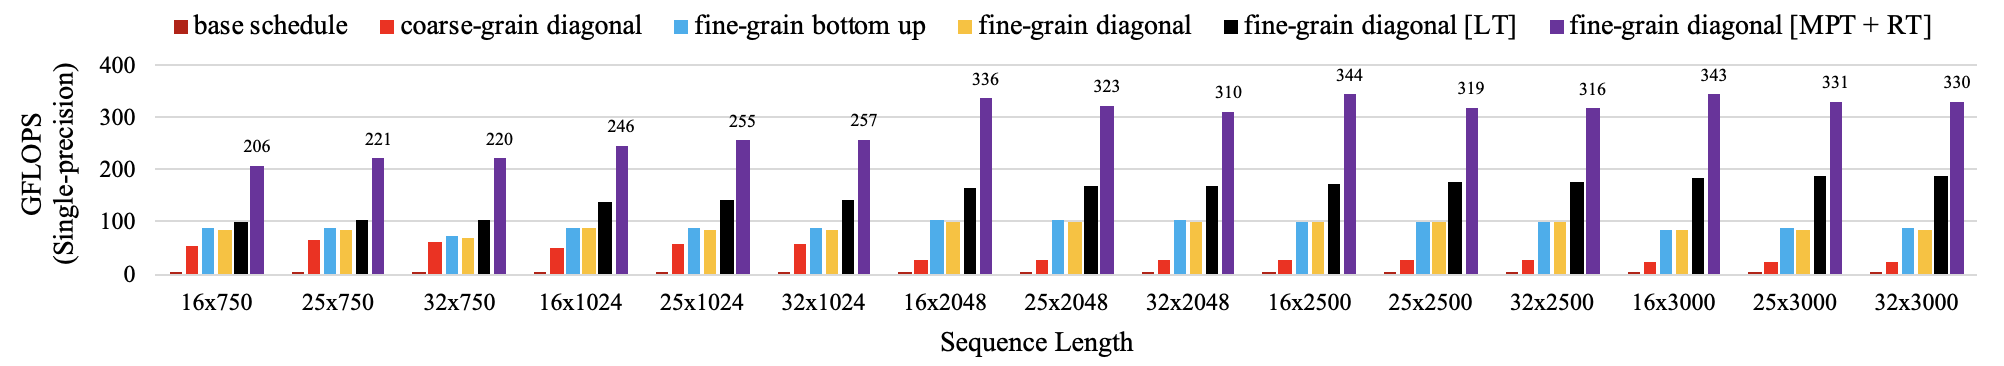 base schedule coarse-grain diagonal fine-grain bottom up fine-grain diagonal fine-grain diagonal [LT] fine-grain diagonal [MPT + RT]
GFLOPS
(Single-precision)
400
300
200
100
0
206 221 220 246 255 257 336 323 310 344 319 316 343 331 330
16x750 25x750 32x750 16x1024 25x1024 32x1024 16x2048 25x2048 32x2048 16x2500 25x2500 32x2500 16x3000 25x3000 32x3000
Sequence Length